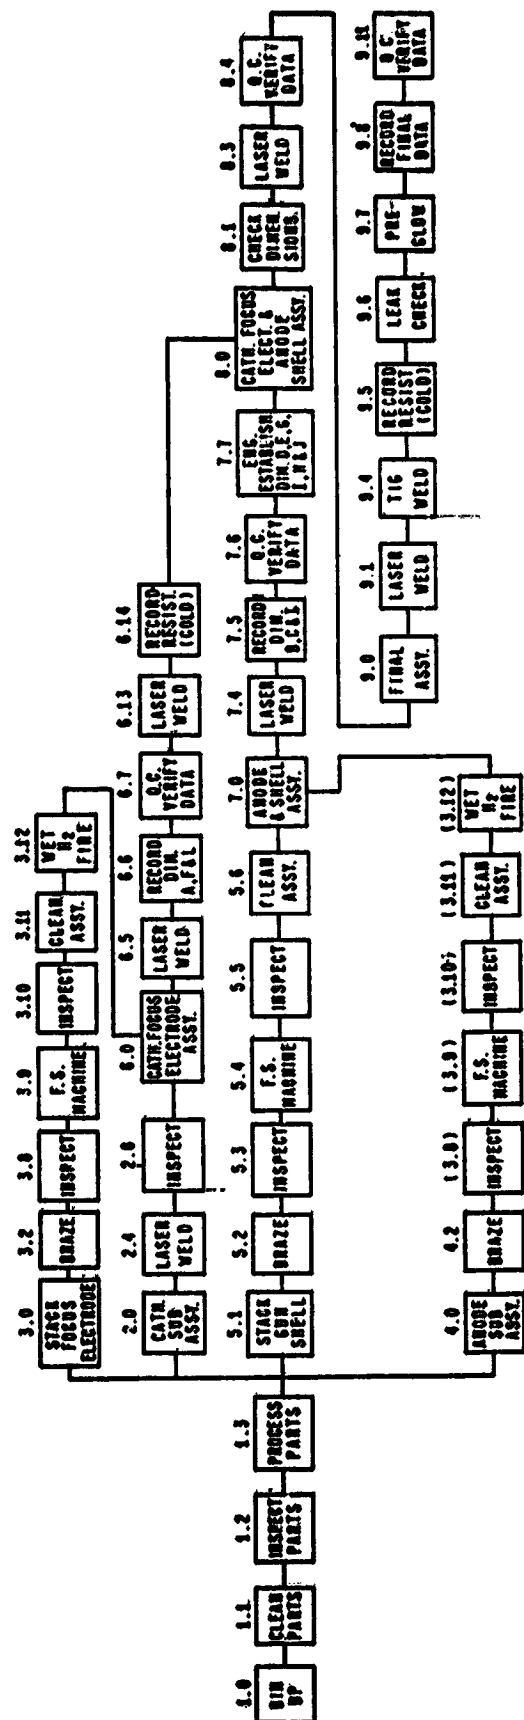 1.0
BIN
UP
1.1
CLEAN
PARTS
1.2
INSPECT
PARTS
1.3
PROCESS
PARTS
3.0
STACK
FOCUS
ELECTRODE
3.2
BRAZE
3.8
INSPECT
3.9
F.S.
MACHINE
3.10
INSPECT
3.11
CLEAN
ASSY.
3.12
WET
H2
FIRE
2.0
CATH.
SUB
ASSY.
2.4
LASER
WELD
2.6
INSPECT
6.0
CATH.FOCUS
ELECTRODE
ASSY.
6.5
LASER
WELD
6.6
RECORD
DIM.
A,F&L
6.7
Q.C.
VERIFY
DATA
6.13
LASER
WELD
6.14
RECORD
RESIST.
(COLD)
5.1
STACK
GUN
SHELL
5.2
BRAZE
5.3
INSPECT
5.4
F.S.
MACHINE
5.5
INSPECT
5.6
CLEAN
ASSY.
7.0
ANODE
& SHELL
ASSY.
7.4
LASER
WELD
7.5
RECORD
DIM.
B,C&I
7.6
Q.C.
VERIFY
DATA
7.7
ENG.
ESTABLISH
DIM. D,E,G,
I,H&J
8.0
CATH. FOCUS
ELECT. &
ANODE
SHELL ASSY.
8.1
CHECK
DIMEN-
SIONS.
8.3
LASER
WELD
8.4
Q.C.
VERIFY
DATA
4.0
ANODE
SUB
ASSY.
4.2
BRAZE
(3.8)
INSPECT
(3.9)
F.S.
MACHINE
(3.10)
INSPECT
(3.11)
CLEAN
ASSY.
(3.12)
WET
H2
FIRE
9.0
FINAL
ASSY.
9.1
LASER
WELD
9.4
TIG
WELD
9.5
RECORD
RESIST
(COLD)
9.6
LEAK
CHECK
9.7
PRE-
GLOW
9.8
RECORD
FINAL
DATA
9.11
Q.C.
VERIFY
DATA